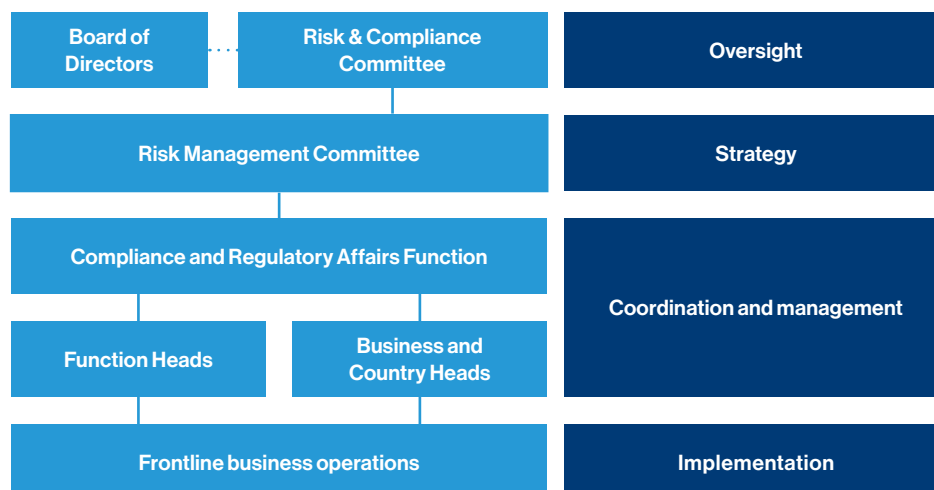 Board of
Directors
Risk & Compliance
Committee
Oversight
Risk Management Committee
Strategy
Compliance and Regulatory Affairs Function
Coordination and management
Function Heads
Business and
Country Heads
Frontline business operations
Implementation